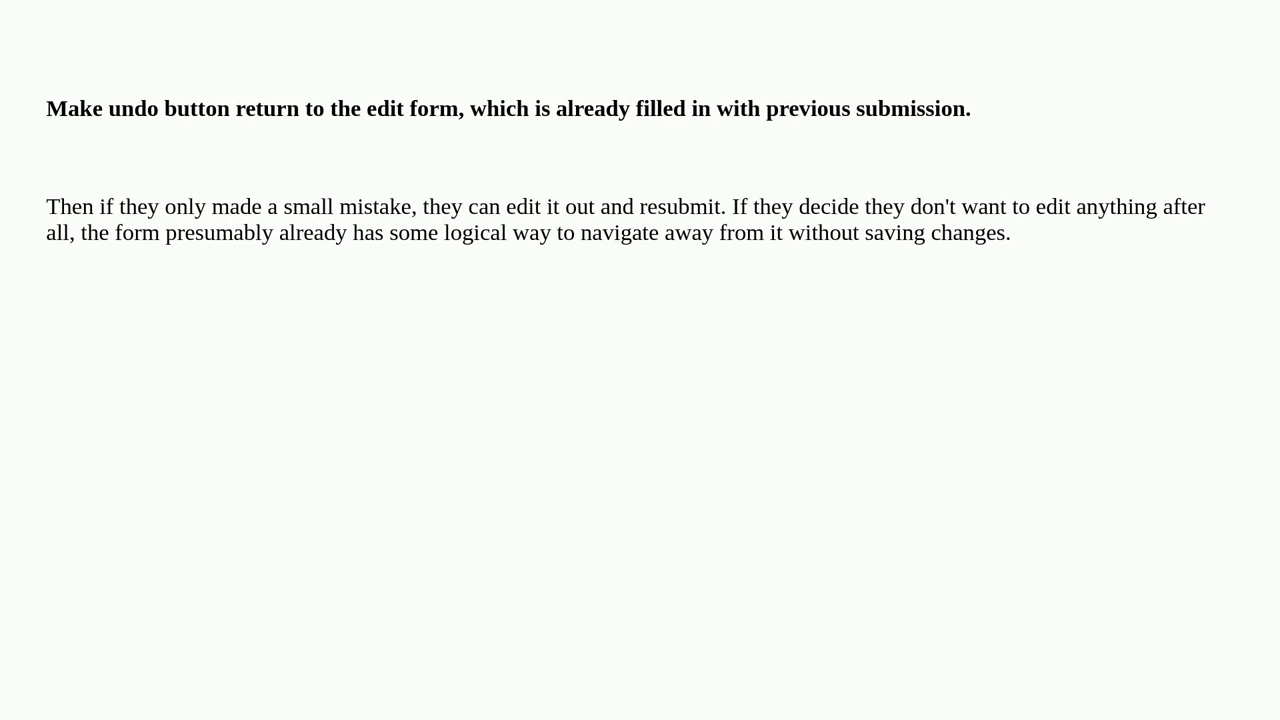 Make undo button return to the edit form, which is already filled in with previous submission.
Then if they only made a small mistake, they can edit it out and resubmit. If they decide they don't want to edit anything after
all, the form presumably already has some logical way to navigate away from it without saving changes.